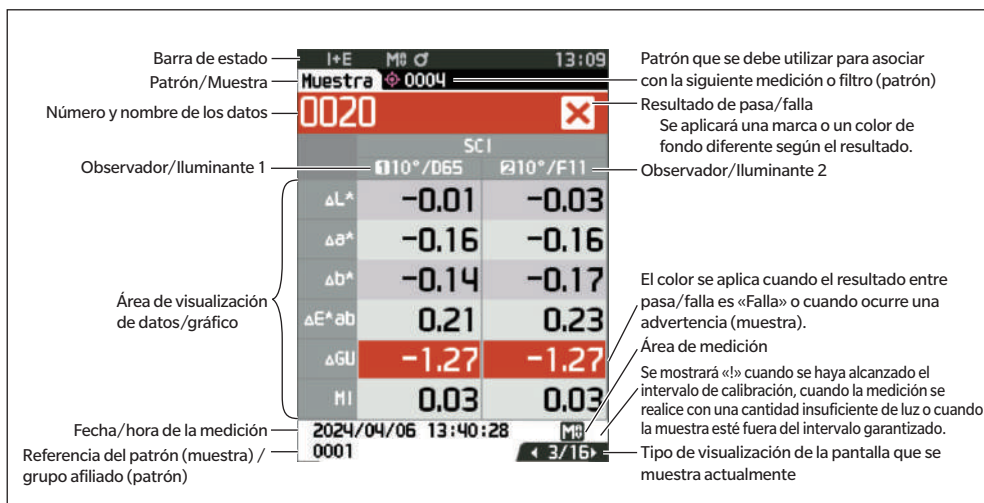 Barra de estado
Patrón/Muestra
Número y nombre de los datos
Observador/Iluminante 1
Área de visualización
de datos/gráfico
Fecha/hora de la medición
Referencia del patrón (muestra) /
grupo afiliado (patrón)
I+E 13:09
Muestra 0004
0020
SCI
1 10°/D65 2 10°/F11
ΔL* -0.01 -0.03
Δa* -0.16 -0.16
Δb* -0.14 -0.17
ΔE*ab 0.21 0.23
ΔGU -1.27 -1.27
MI 0.03 0.03
2024/04/06 13:40:28
0001 3/16
Patrón que se debe utilizar para asociar
con la siguiente medición o filtro (patrón)
Resultado de pasa/falla
Se aplicará una marca o un color de
fondo diferente según el resultado.
Observador/Iluminante 2
El color se aplica cuando el resultado entre
pasa/falla es «Falla» o cuando ocurre una
advertencia (muestra).
Área de medición
Se mostrará «!» cuando se haya alcanzado el
intervalo de calibración, cuando la medición se
realice con una cantidad insuficiente de luz o cuando
la muestra esté fuera del intervalo garantizado.
Tipo de visualización de la pantalla que se
muestra actualmente